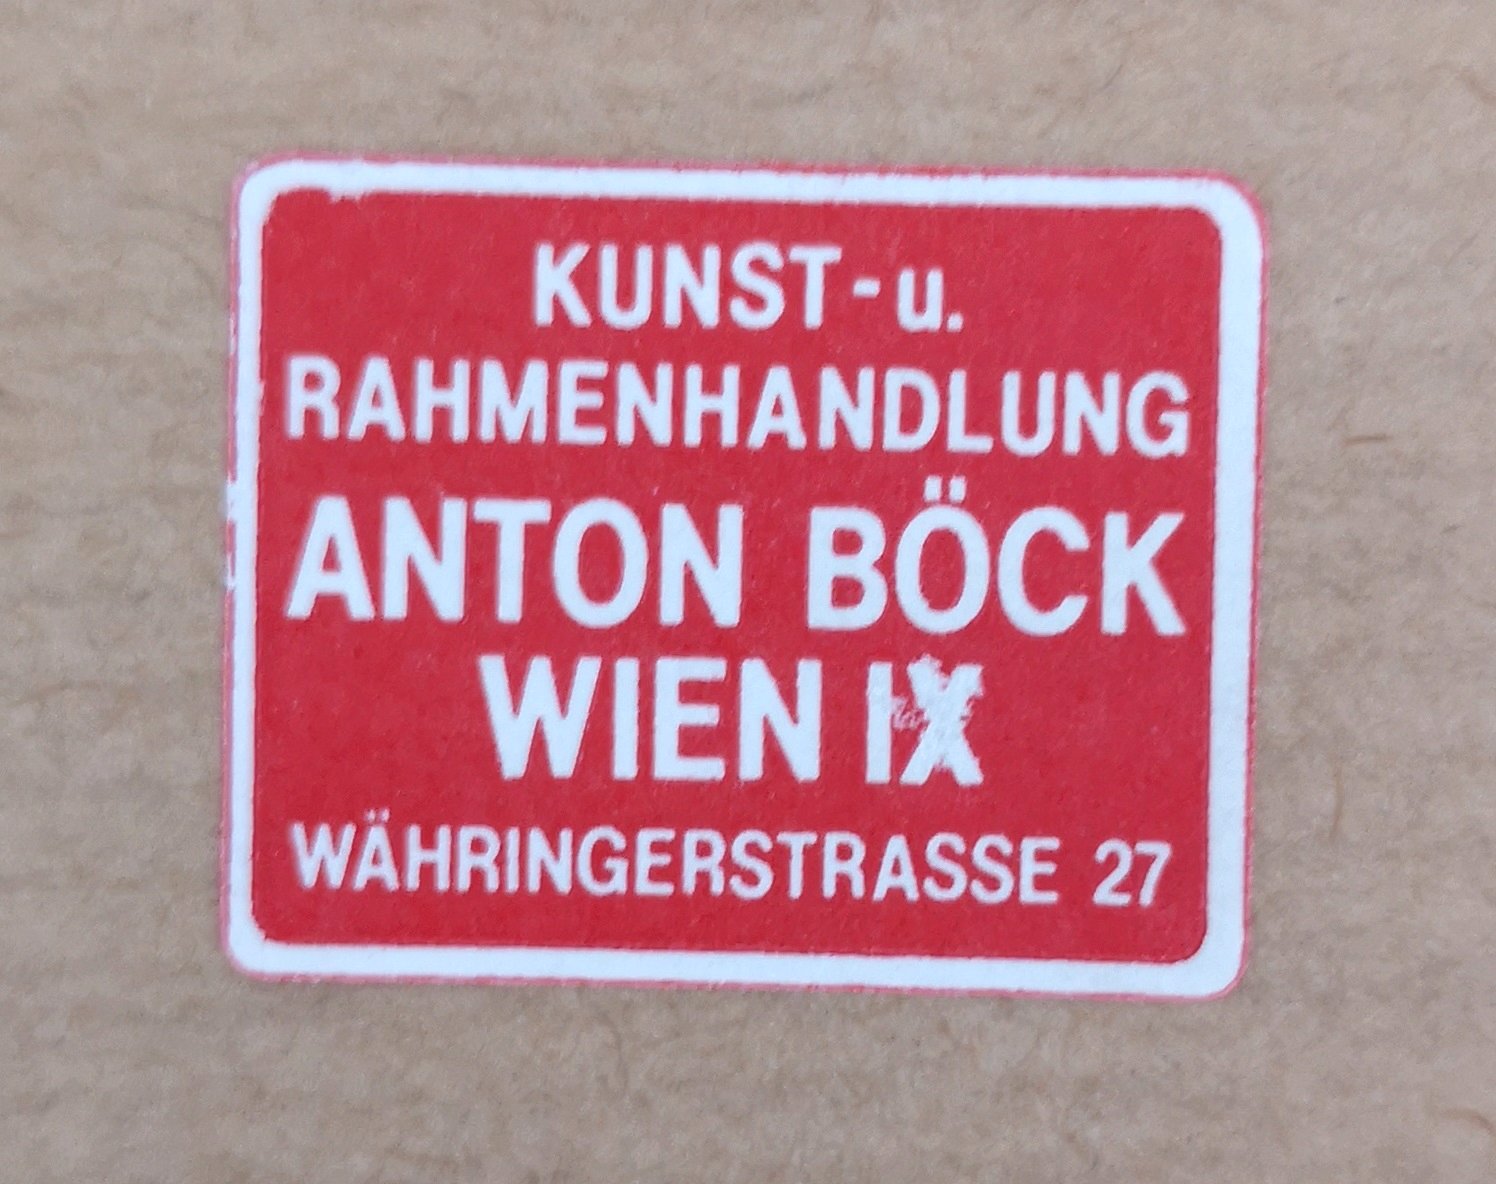 KUNST - u.
RAHMENHANDLUNG
ANTON BÖCK
WIEN IX
WÄHRINGERSTRASSE 27